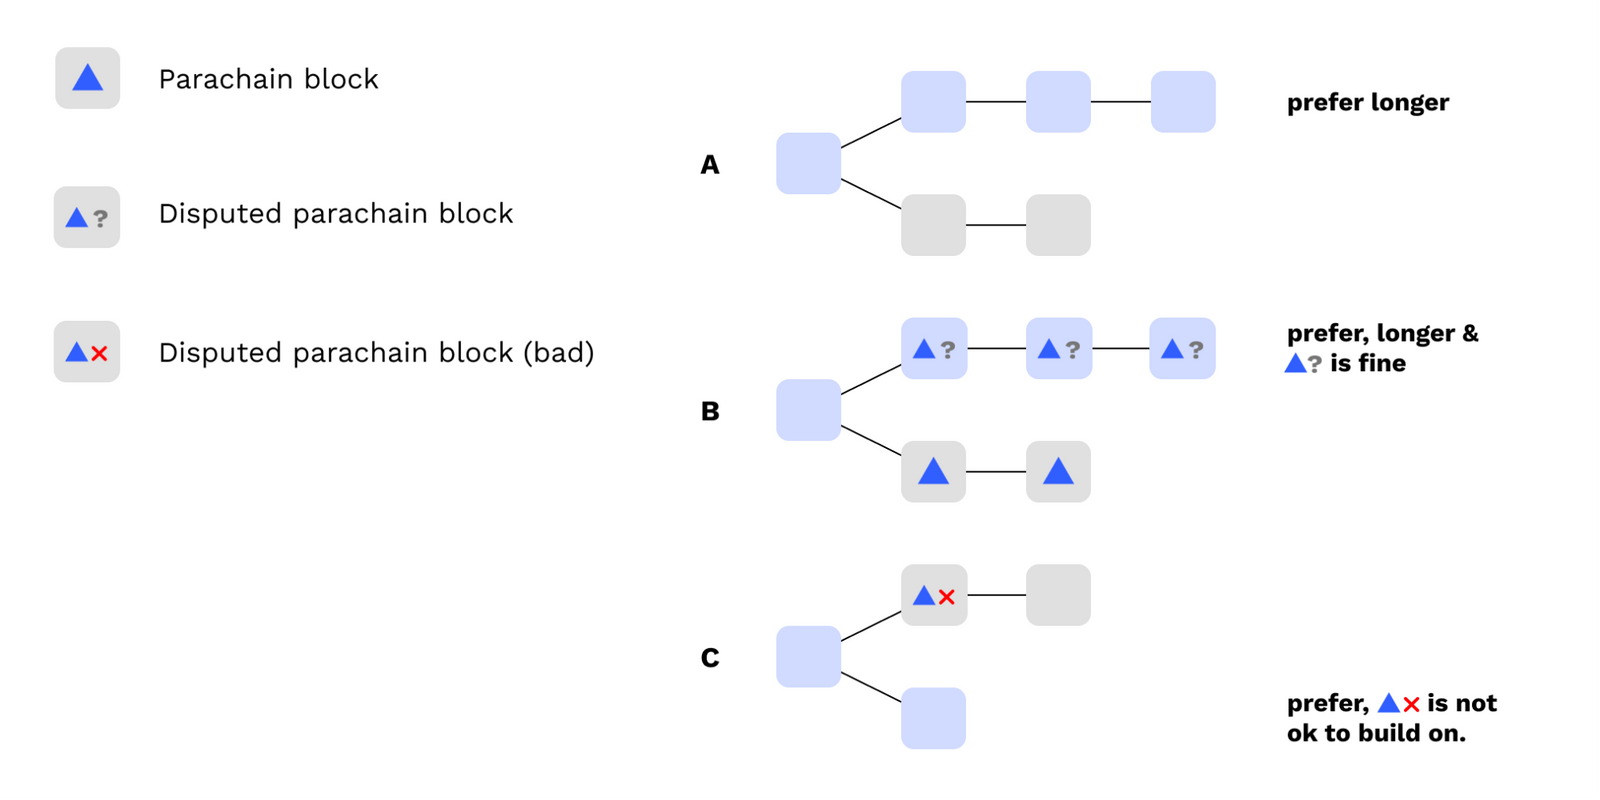 Parachain block
?
Disputed parachain block
Disputed parachain block (bad)
A
prefer longer
B
? ? ?
prefer, longer &
? is fine
C
prefer, is not
ok to build on.